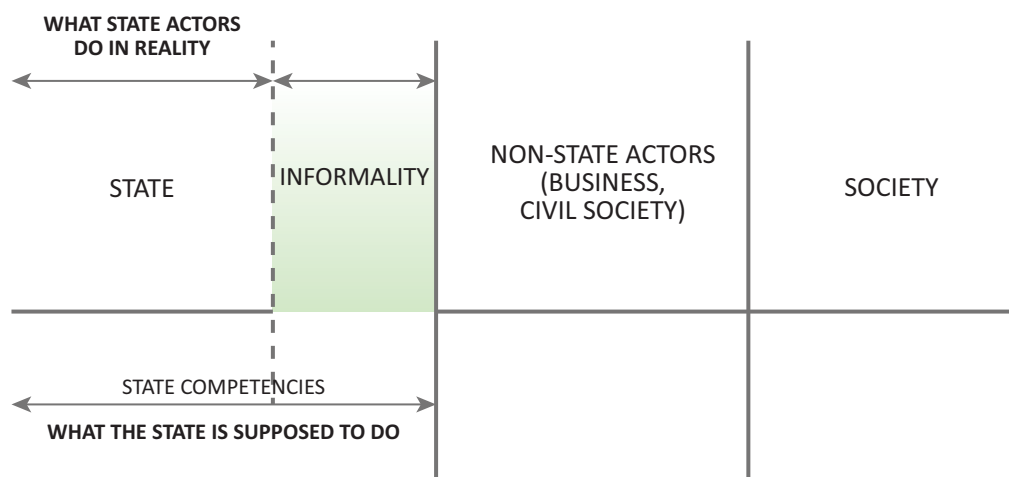 WHAT STATE ACTORS
DO IN REALITY
STATE
INFORMALITY
NON-STATE ACTORS
(BUSINESS,
CIVIL SOCIETY)
SOCIETY
STATE COMPETENCIES
WHAT THE STATE IS SUPPOSED TO DO